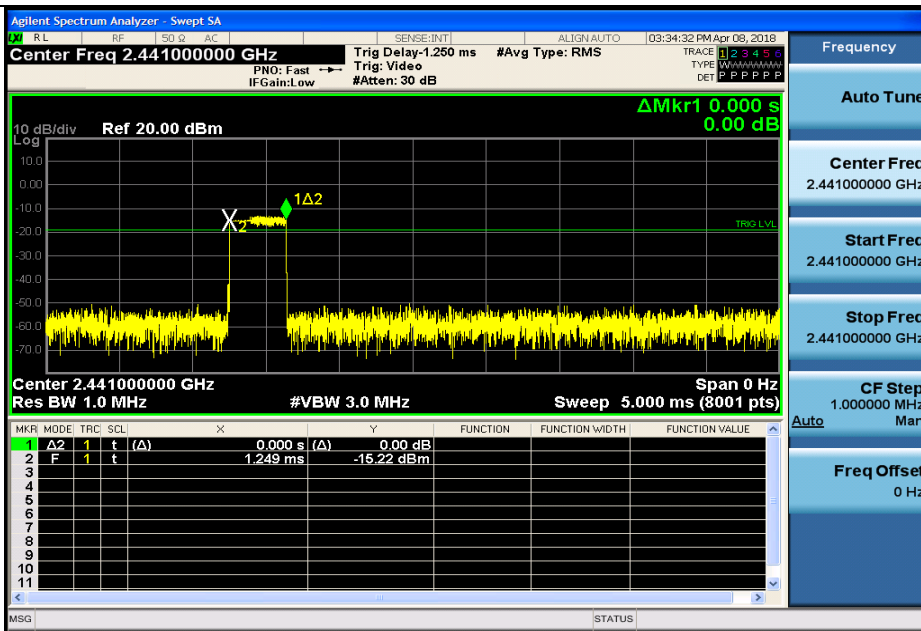 Agilent Spectrum Analyzer - Swept SA
LXI RL RF 50 Ω AC SENSE:INT ALIGN AUTO 03:34:32 PM Apr 08, 2018
Center Freq 2.441000000 GHz
PNO: Fast
IFGain:Low
Trig Delay-1.250 ms
Trig: Video
#Atten: 30 dB
#Avg Type: RMS
TRACE 1 2 3 4 5 6
TYPE WWWWWW
DET P P P P P P
ΔMkr1 0.000 s
0.00 dB
10 dB/div Ref 20.00 dBm
Log
10.0
0.00
-10.0
-20.0
-30.0
-40.0
-50.0
-60.0
-70.0
1Δ2
X2
TRIG LVL
Center 2.441000000 GHz Span 0 Hz
Res BW 1.0 MHz #VBW 3.0 MHz Sweep 5.000 ms (8001 pts)
MKR MODE TRC SCL X Y FUNCTION FUNCTION WIDTH FUNCTION VALUE
1 Δ2 1 t (Δ) 0.000 s (Δ) 0.00 dB
2 F 1 t 1.249 ms -15.22 dBm
3
4
5
6
7
8
9
10
11
MSG STATUS
Frequency
Auto Tune
Center Freq
2.441000000 GHz
Start Freq
2.441000000 GHz
Stop Freq
2.441000000 GHz
CF Step
1.000000 MHz
Auto Man
Freq Offset
0 Hz